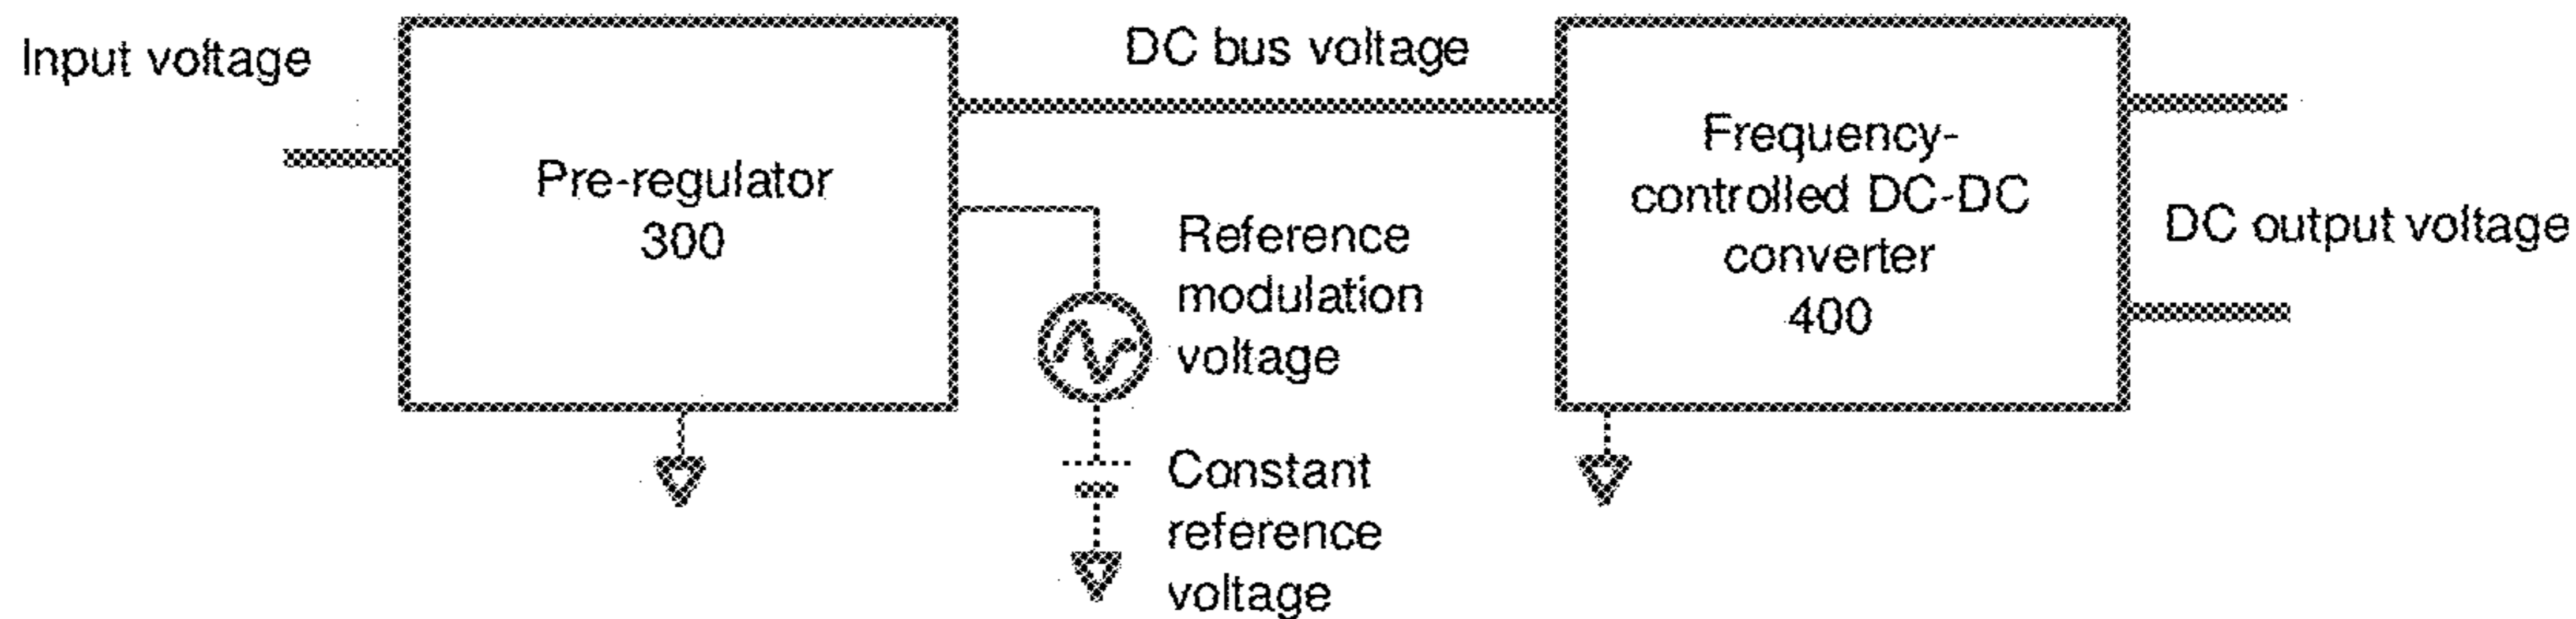 Input voltage
Pre-regulator
300
DC bus voltage
Reference
modulation
voltage
Constant
reference
voltage
Frequency-
controlled DC-DC
converter
400
DC output voltage